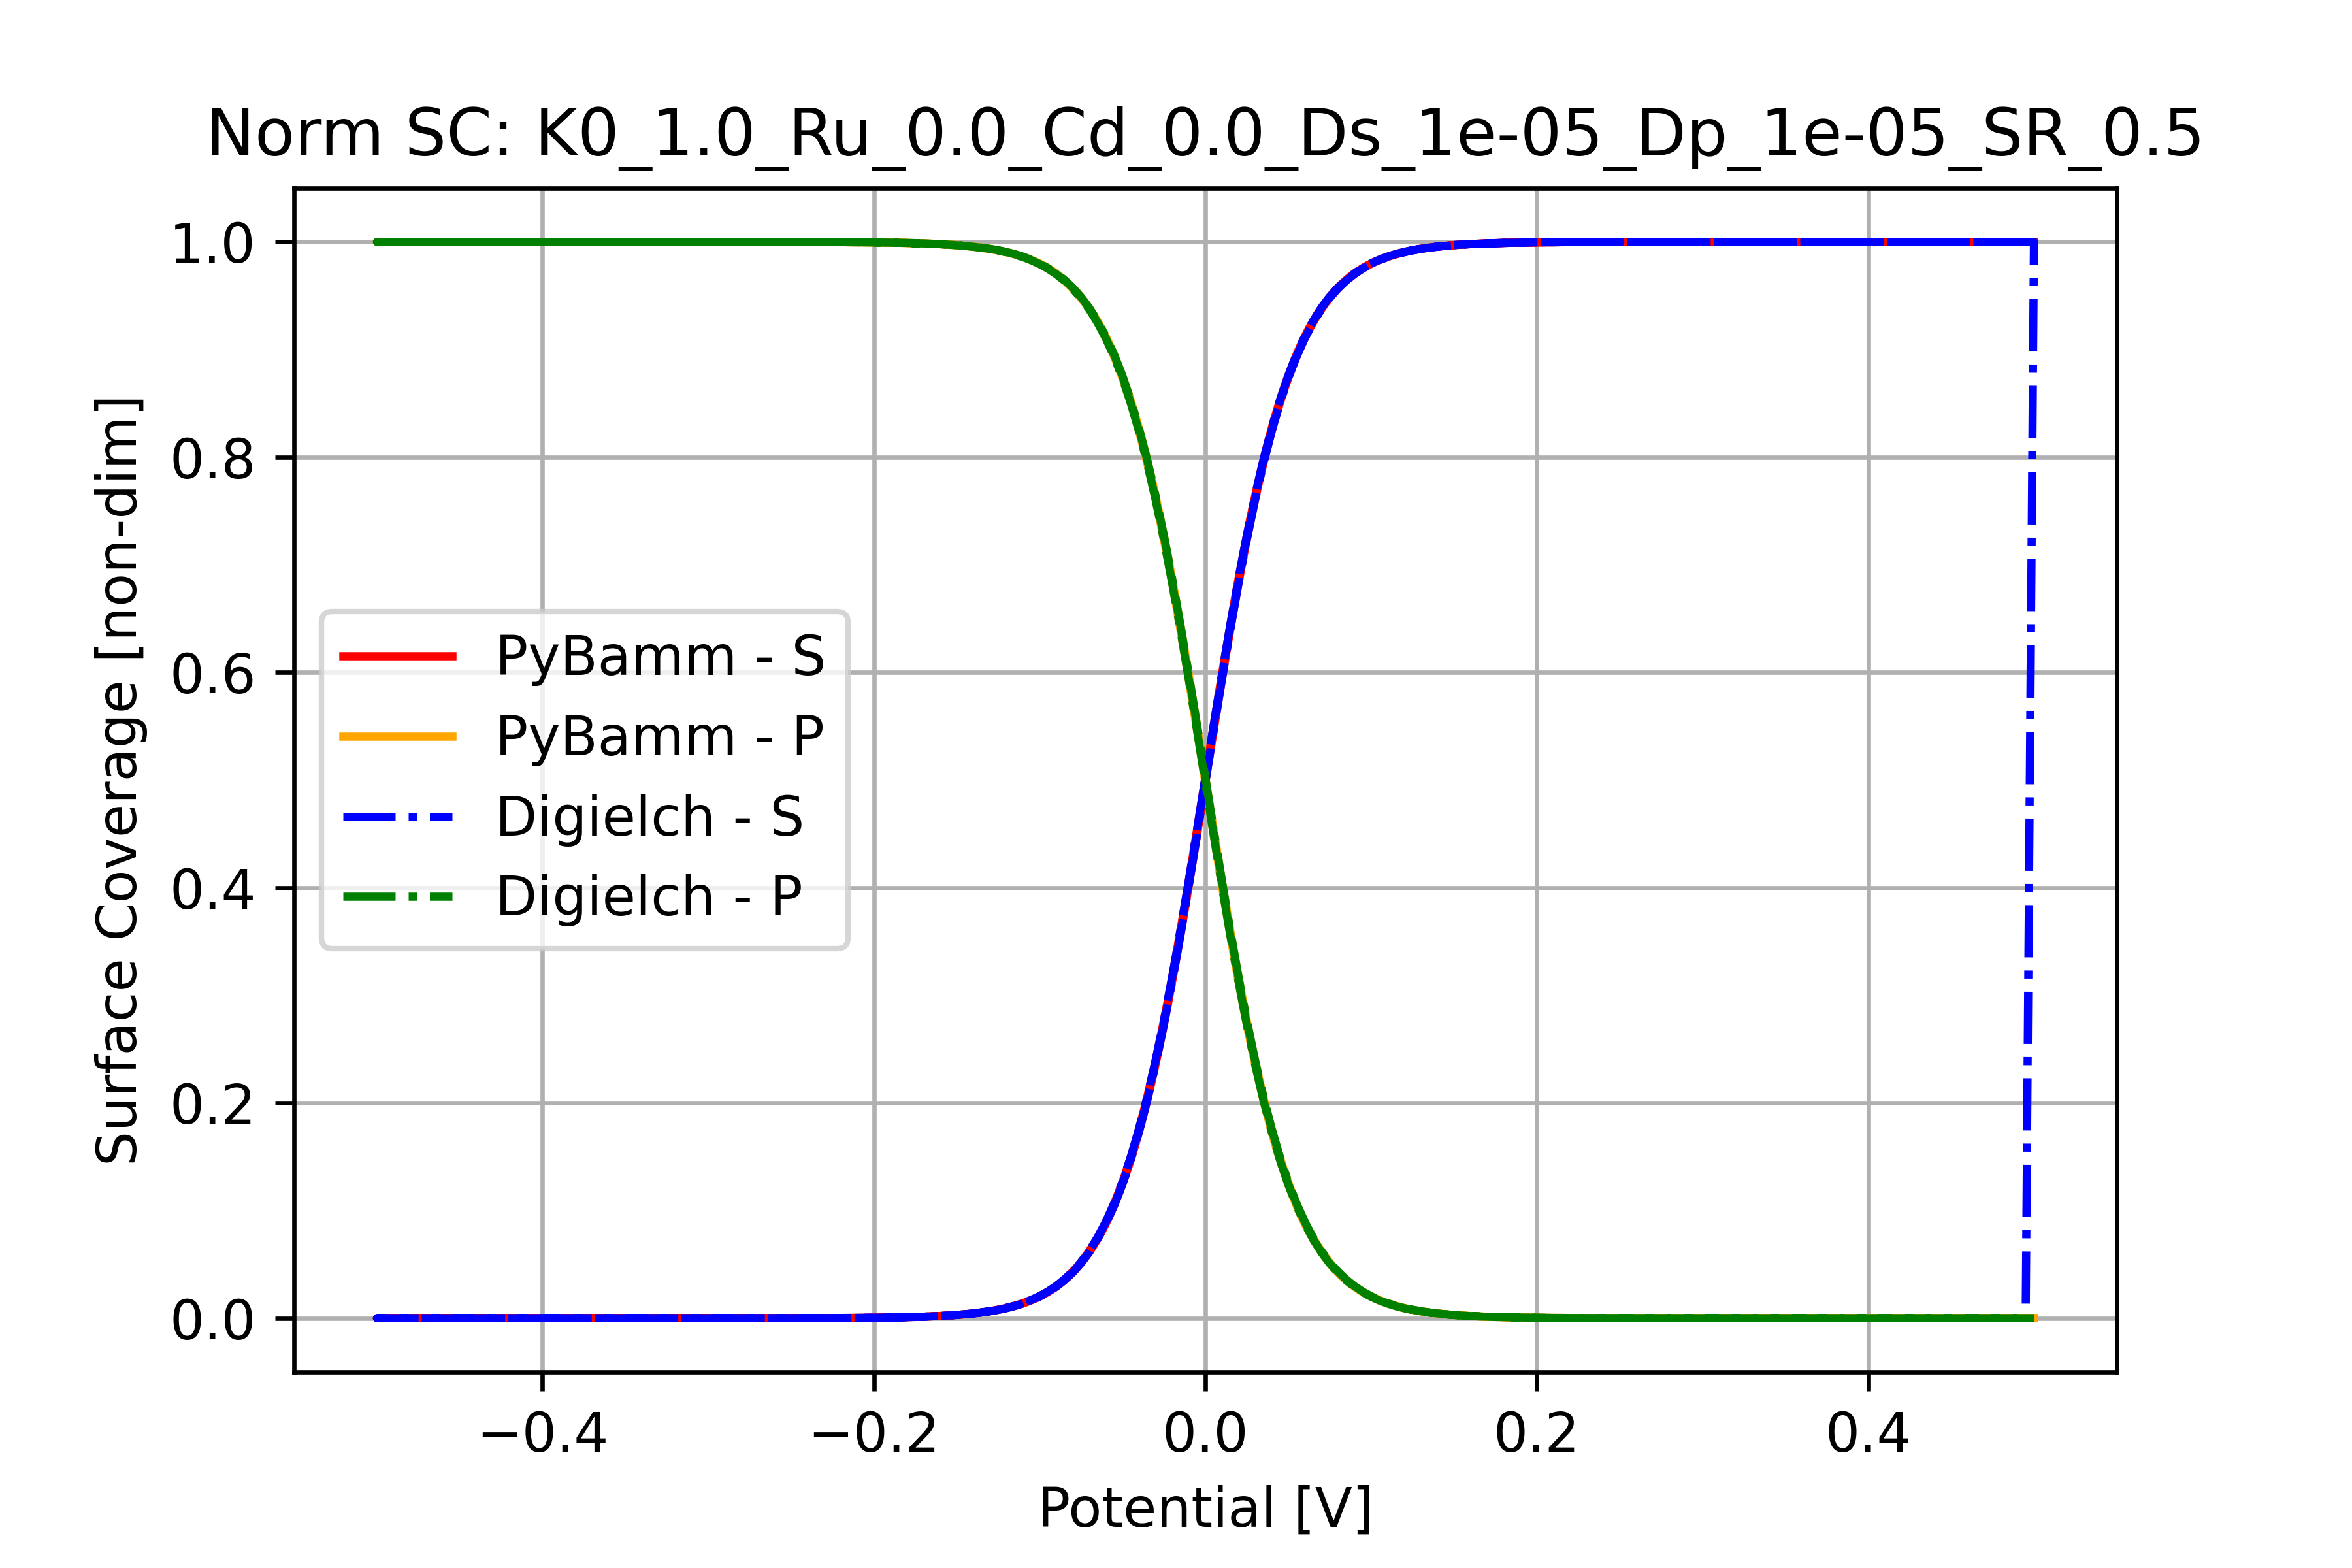 Norm SC: K0_1.0_Ru_0.0_Cd_0.0_Ds_1e-05_Dp_1e-05_SR_0.5
Surface Coverage [non-dim]
1.0
0.8
0.6
0.4
0.2
0.0
PyBamm - S
PyBamm - P
Digielch - S
Digielch - P
−0.4
−0.2
0.0
0.2
0.4
Potential [V]